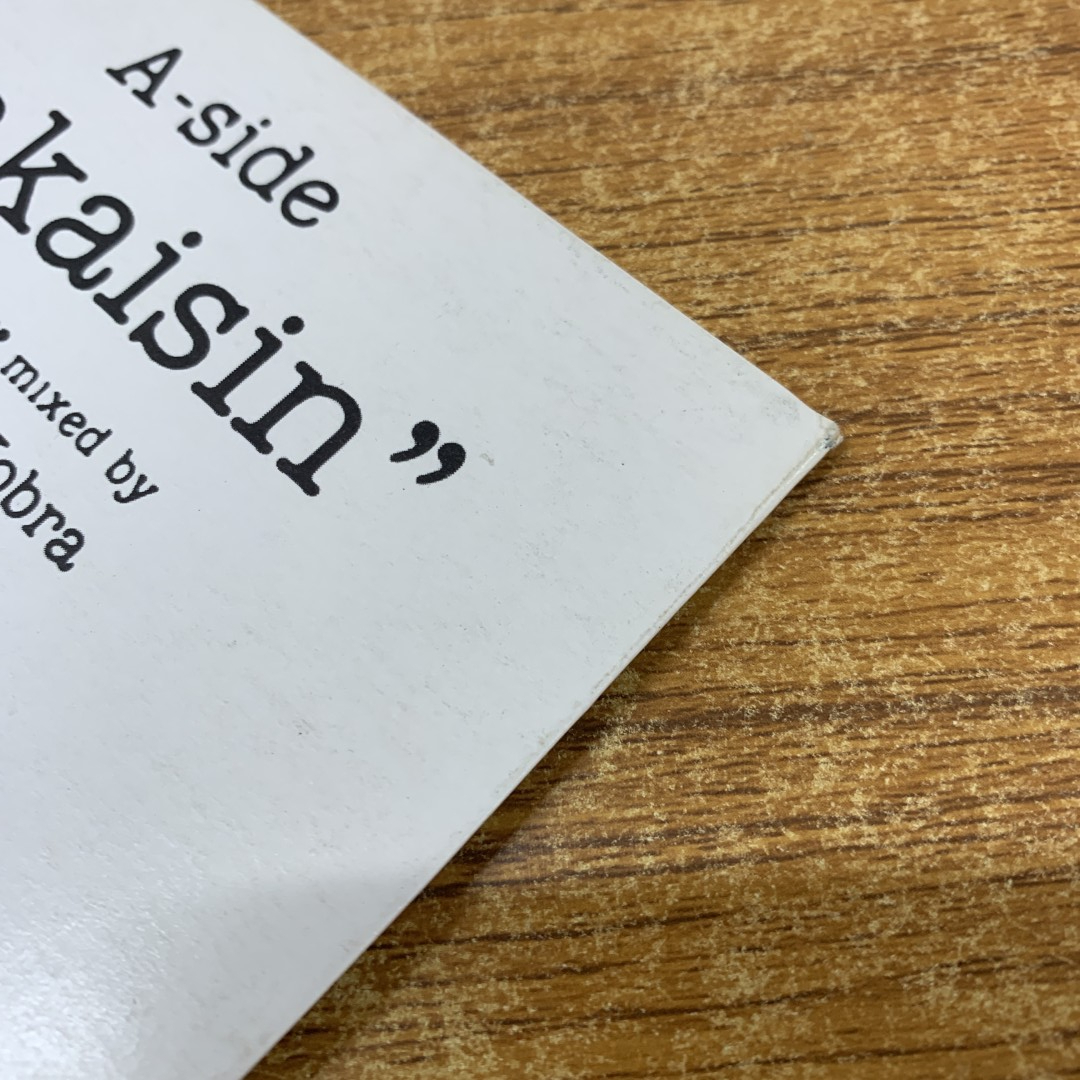 A-side
kaisin”
” mixed by
obra